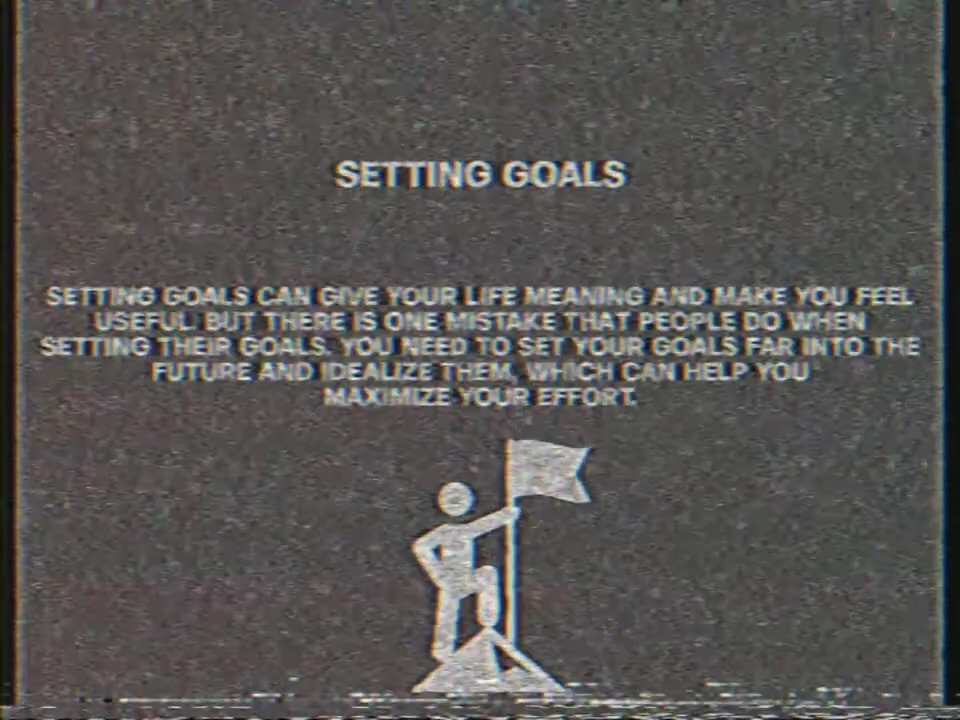 SETTING GOALS
SETTING GOALS CAN GIVE YOUR LIFE MEANING AND MAKE YOU FEEL
USEFUL. BUT THERE IS ONE MISTAKE THAT PEOPLE DO WHEN
SETTING THEIR GOALS. YOU NEED TO SET YOUR GOALS FAR INTO THE
FUTURE AND IDEALIZE THEM, WHICH CAN HELP YOU
MAXIMIZE YOUR EFFORT.